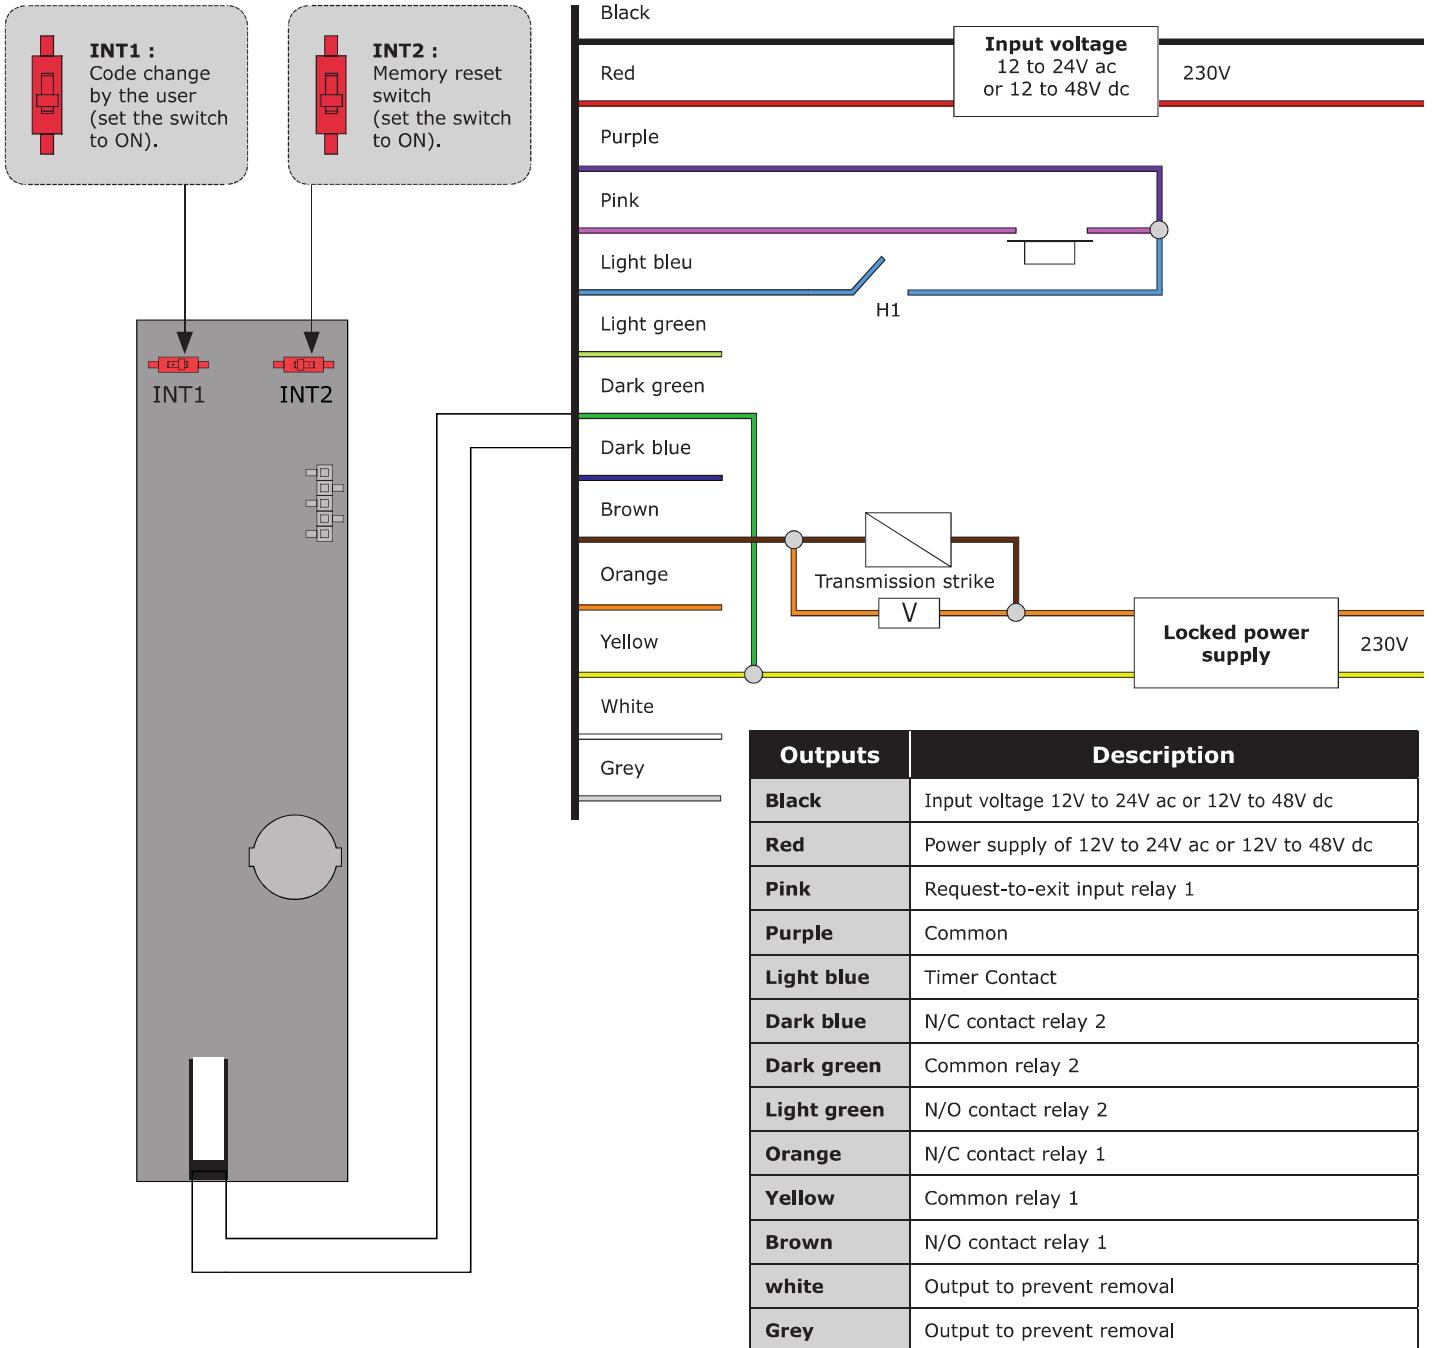 INT1 :
Code change
by the user
(set the switch
to ON).
INT2 :
Memory reset
switch
(set the switch
to ON).
INT1
INT2
Black
Input voltage
12 to 24V ac
or 12 to 48V dc
230V
Red
Purple
Pink
Light bleu
H1
Light green
Dark green
Dark blue
Brown
Transmission strike
Orange
V
Locked power
supply
230V
Yellow
White
Grey
Outputs Description
Black Input voltage 12V to 24V ac or 12V to 48V dc
Red Power supply of 12V to 24V ac or 12V to 48V dc
Pink Request-to-exit input relay 1
Purple Common
Light blue Timer Contact
Dark blue N/C contact relay 2
Dark green Common relay 2
Light green N/O contact relay 2
Orange N/C contact relay 1
Yellow Common relay 1
Brown N/O contact relay 1
white Output to prevent removal
Grey Output to prevent removal